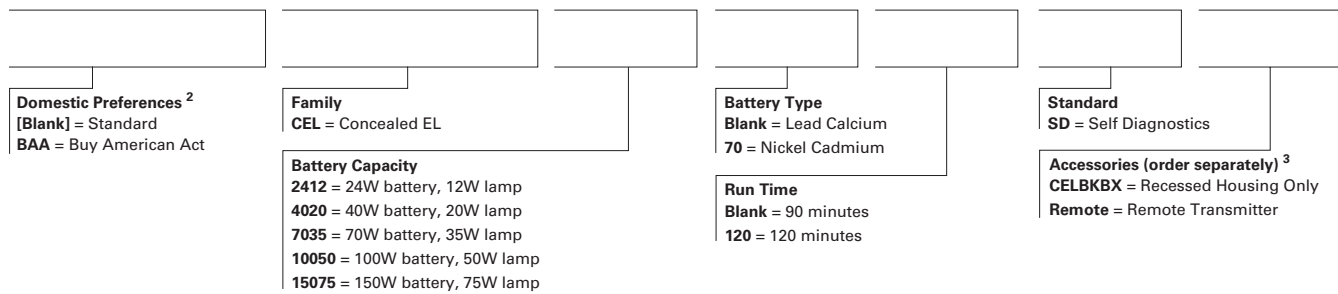 Domestic Preferences 2
[Blank] = Standard
BAA = Buy American Act
Family
CEL = Concealed EL
Battery Capacity
2412 = 24W battery, 12W lamp
4020 = 40W battery, 20W lamp
7035 = 70W battery, 35W lamp
10050 = 100W battery, 50W lamp
15075 = 150W battery, 75W lamp
Battery Type
Blank = Lead Calcium
70 = Nickel Cadmium
Run Time
Blank = 90 minutes
120 = 120 minutes
Standard
SD = Self Diagnostics
Accessories (order separately) 3
CELBKBX = Recessed Housing Only
Remote = Remote Transmitter